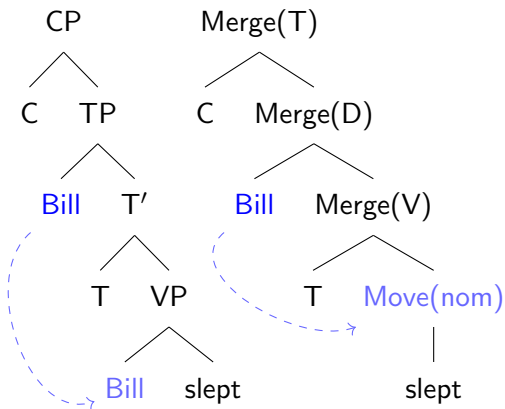 CP Merge(T)
C TP C Merge(D)
Bill T′ Bill Merge(V)
T VP T Move(nom)
Bill slept slept